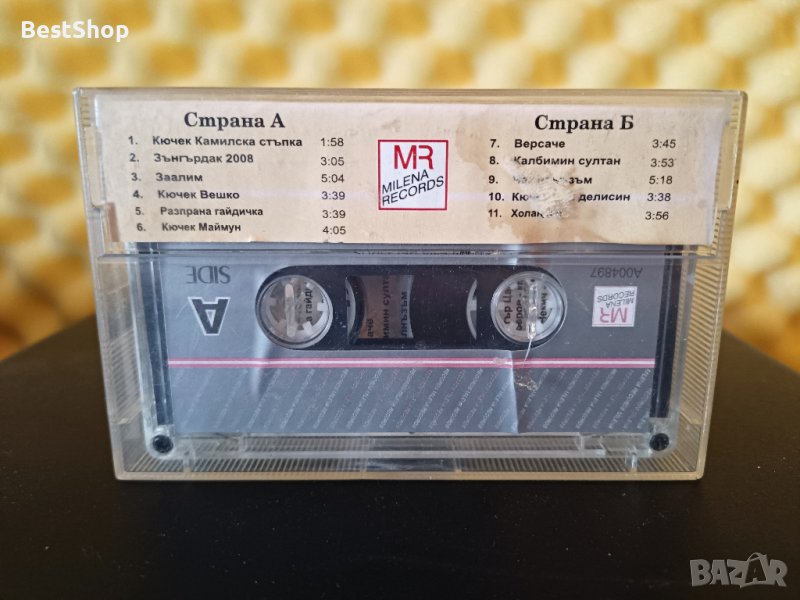 BestShop
Страна А
1. Кючек Камилска стъпка 1:58
2. Зънгърдак 2008 3:05
3. Заалим 5:04
4. Кючек Вешко 3:39
5. Разпрана гайдичка 3:39
6. Кючек Маймун 4:05
MR
MILENA
RECORDS
Страна Б
7. Версаче 3:45
8. Калбимин султан 3:53
9. 5:18
10. делисин 3:38
11. 3:56
A004897
SIDE
A
MR
MILENA
RECORDS
BAZAR